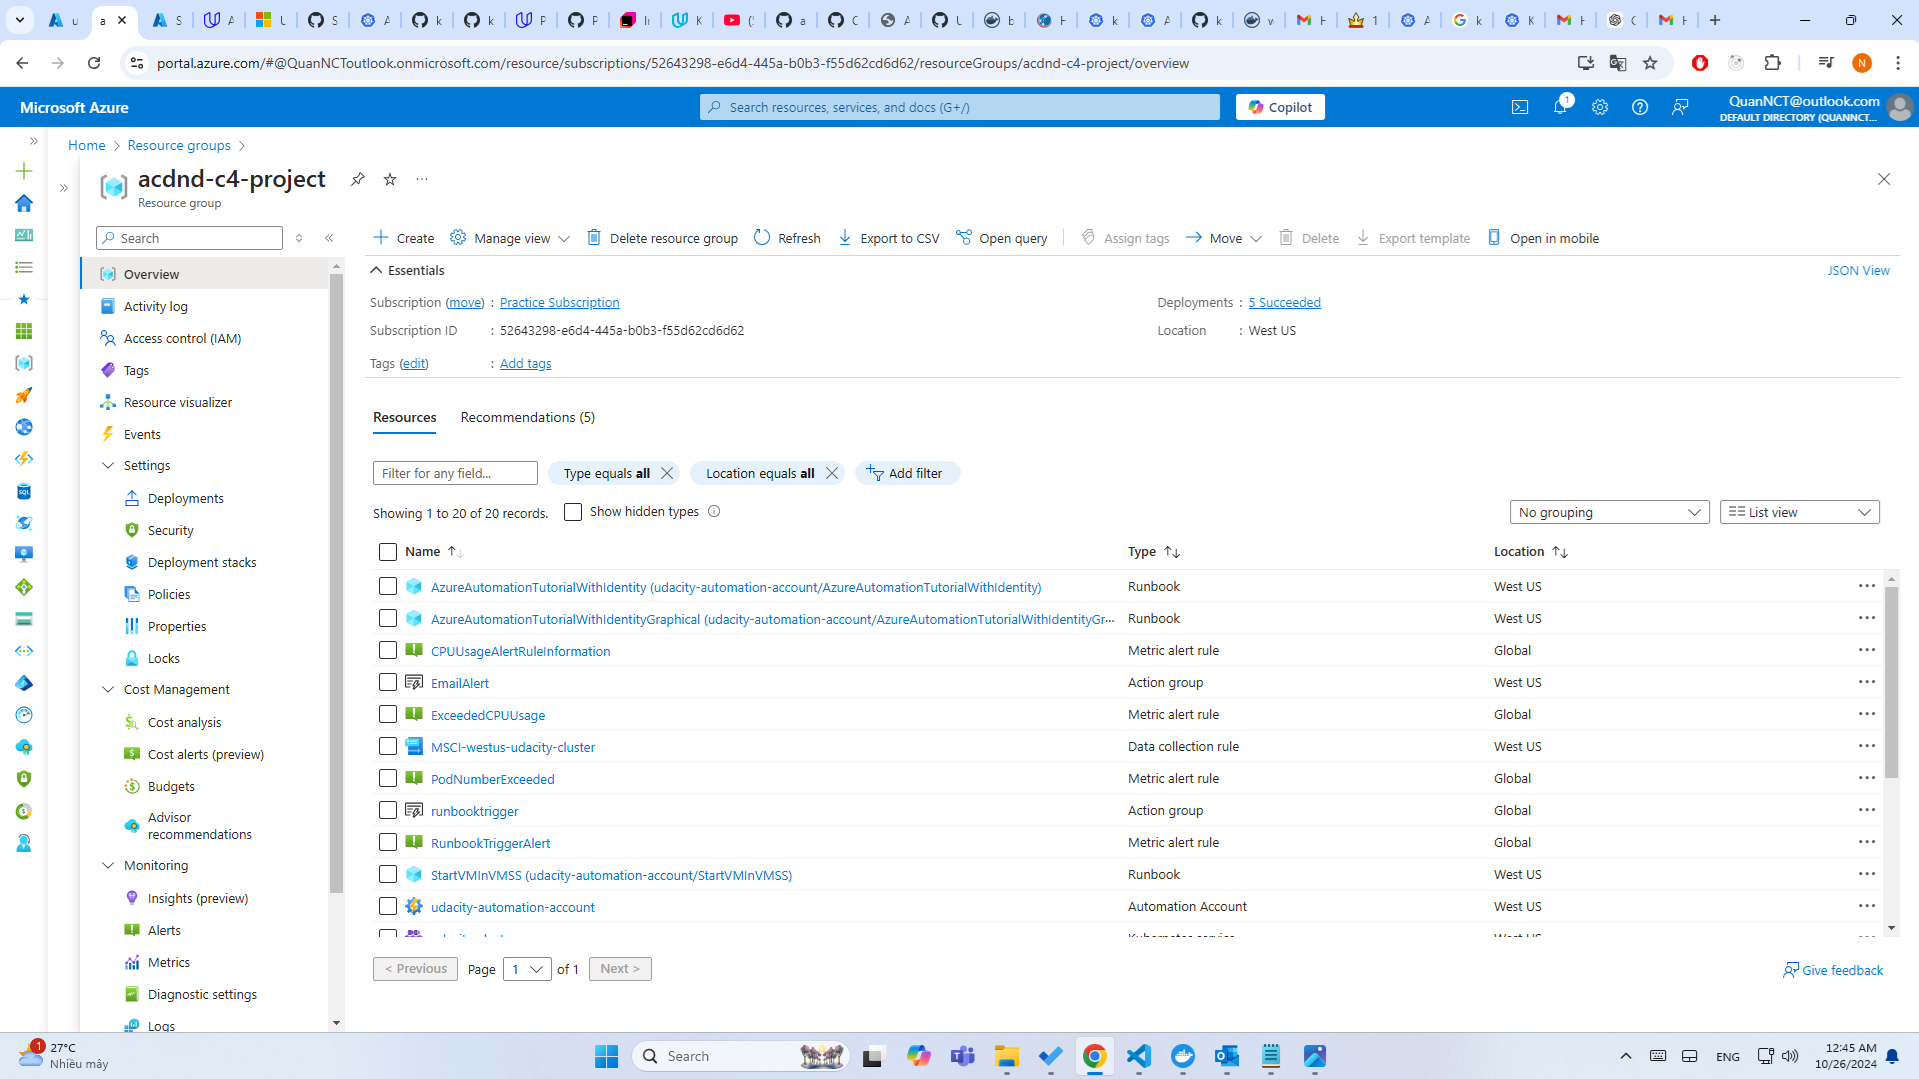 portal.azure.com/#@QuanNCToutlook.onmicrosoft.com/resource/subscriptions/52643298-e6d4-445a-b0b3-f55d62cd6d62/resourceGroups/acdnd-c4-project/overview
Microsoft Azure
Search resources, services, and docs (G+/)
Copilot
1
QuanNCT@outlook.com
DEFAULT DIRECTORY (QUANNCT...
Home
Resource groups
acdnd-c4-project
Resource group
Search
Overview
Activity log
Access control (IAM)
Tags
Resource visualizer
Events
Settings
Deployments
Security
Deployment stacks
Policies
Properties
Locks
Cost Management
Cost analysis
Cost alerts (preview)
Budgets
Advisor
recommendations
Monitoring
Insights (preview)
Alerts
Metrics
Diagnostic settings
Logs
Create
Manage view
Delete resource group
Refresh
Export to CSV
Open query
Assign tags
Move
Delete
Export template
Open in mobile
Essentials
JSON View
Subscription (move) : Practice Subscription
Deployments : 5 Succeeded
Subscription ID : 52643298-e6d4-445a-b0b3-f55d62cd6d62
Location : West US
Tags (edit) : Add tags
Resources
Recommendations (5)
Filter for any field...
Type equals all
Location equals all
Add filter
Showing 1 to 20 of 20 records.
Show hidden types
No grouping
List view
Name Type Location
AzureAutomationTutorialWithIdentity (udacity-automation-account/AzureAutomationTutorialWithIdentity) Runbook West US
AzureAutomationTutorialWithIdentityGraphical (udacity-automation-account/AzureAutomationTutorialWithIdentityGr... Runbook West US
CPUUsageAlertRuleInformation Metric alert rule Global
EmailAlert Action group West US
ExceededCPUUsage Metric alert rule Global
MSCI-westus-udacity-cluster Data collection rule West US
PodNumberExceeded Metric alert rule Global
runbooktrigger Action group Global
RunbookTriggerAlert Metric alert rule Global
StartVMInVMSS (udacity-automation-account/StartVMInVMSS) Runbook West US
udacity-automation-account Automation Account West US
< Previous
Page 1 of 1
Next >
Give feedback
1
27°C
Nhiều mây
Search
ENG
12:45 AM
10/26/2024